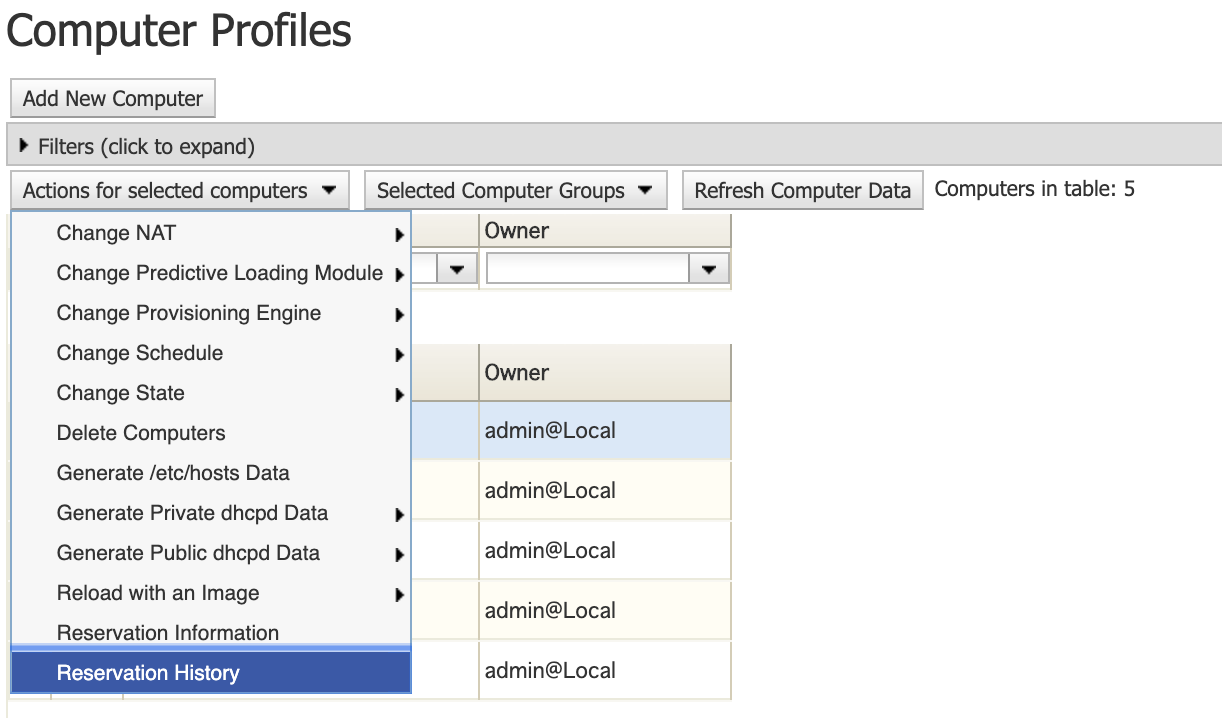 Computer Profiles
Add New Computer
Filters (click to expand)
Actions for selected computers
Selected Computer Groups
Refresh Computer Data
Computers in table: 5
Change NAT
Change Predictive Loading Module
Change Provisioning Engine
Change Schedule
Change State
Delete Computers
Generate /etc/hosts Data
Generate Private dhcpd Data
Generate Public dhcpd Data
Reload with an Image
Reservation Information
Reservation History
Owner
Owner
admin@Local
admin@Local
admin@Local
admin@Local
admin@Local